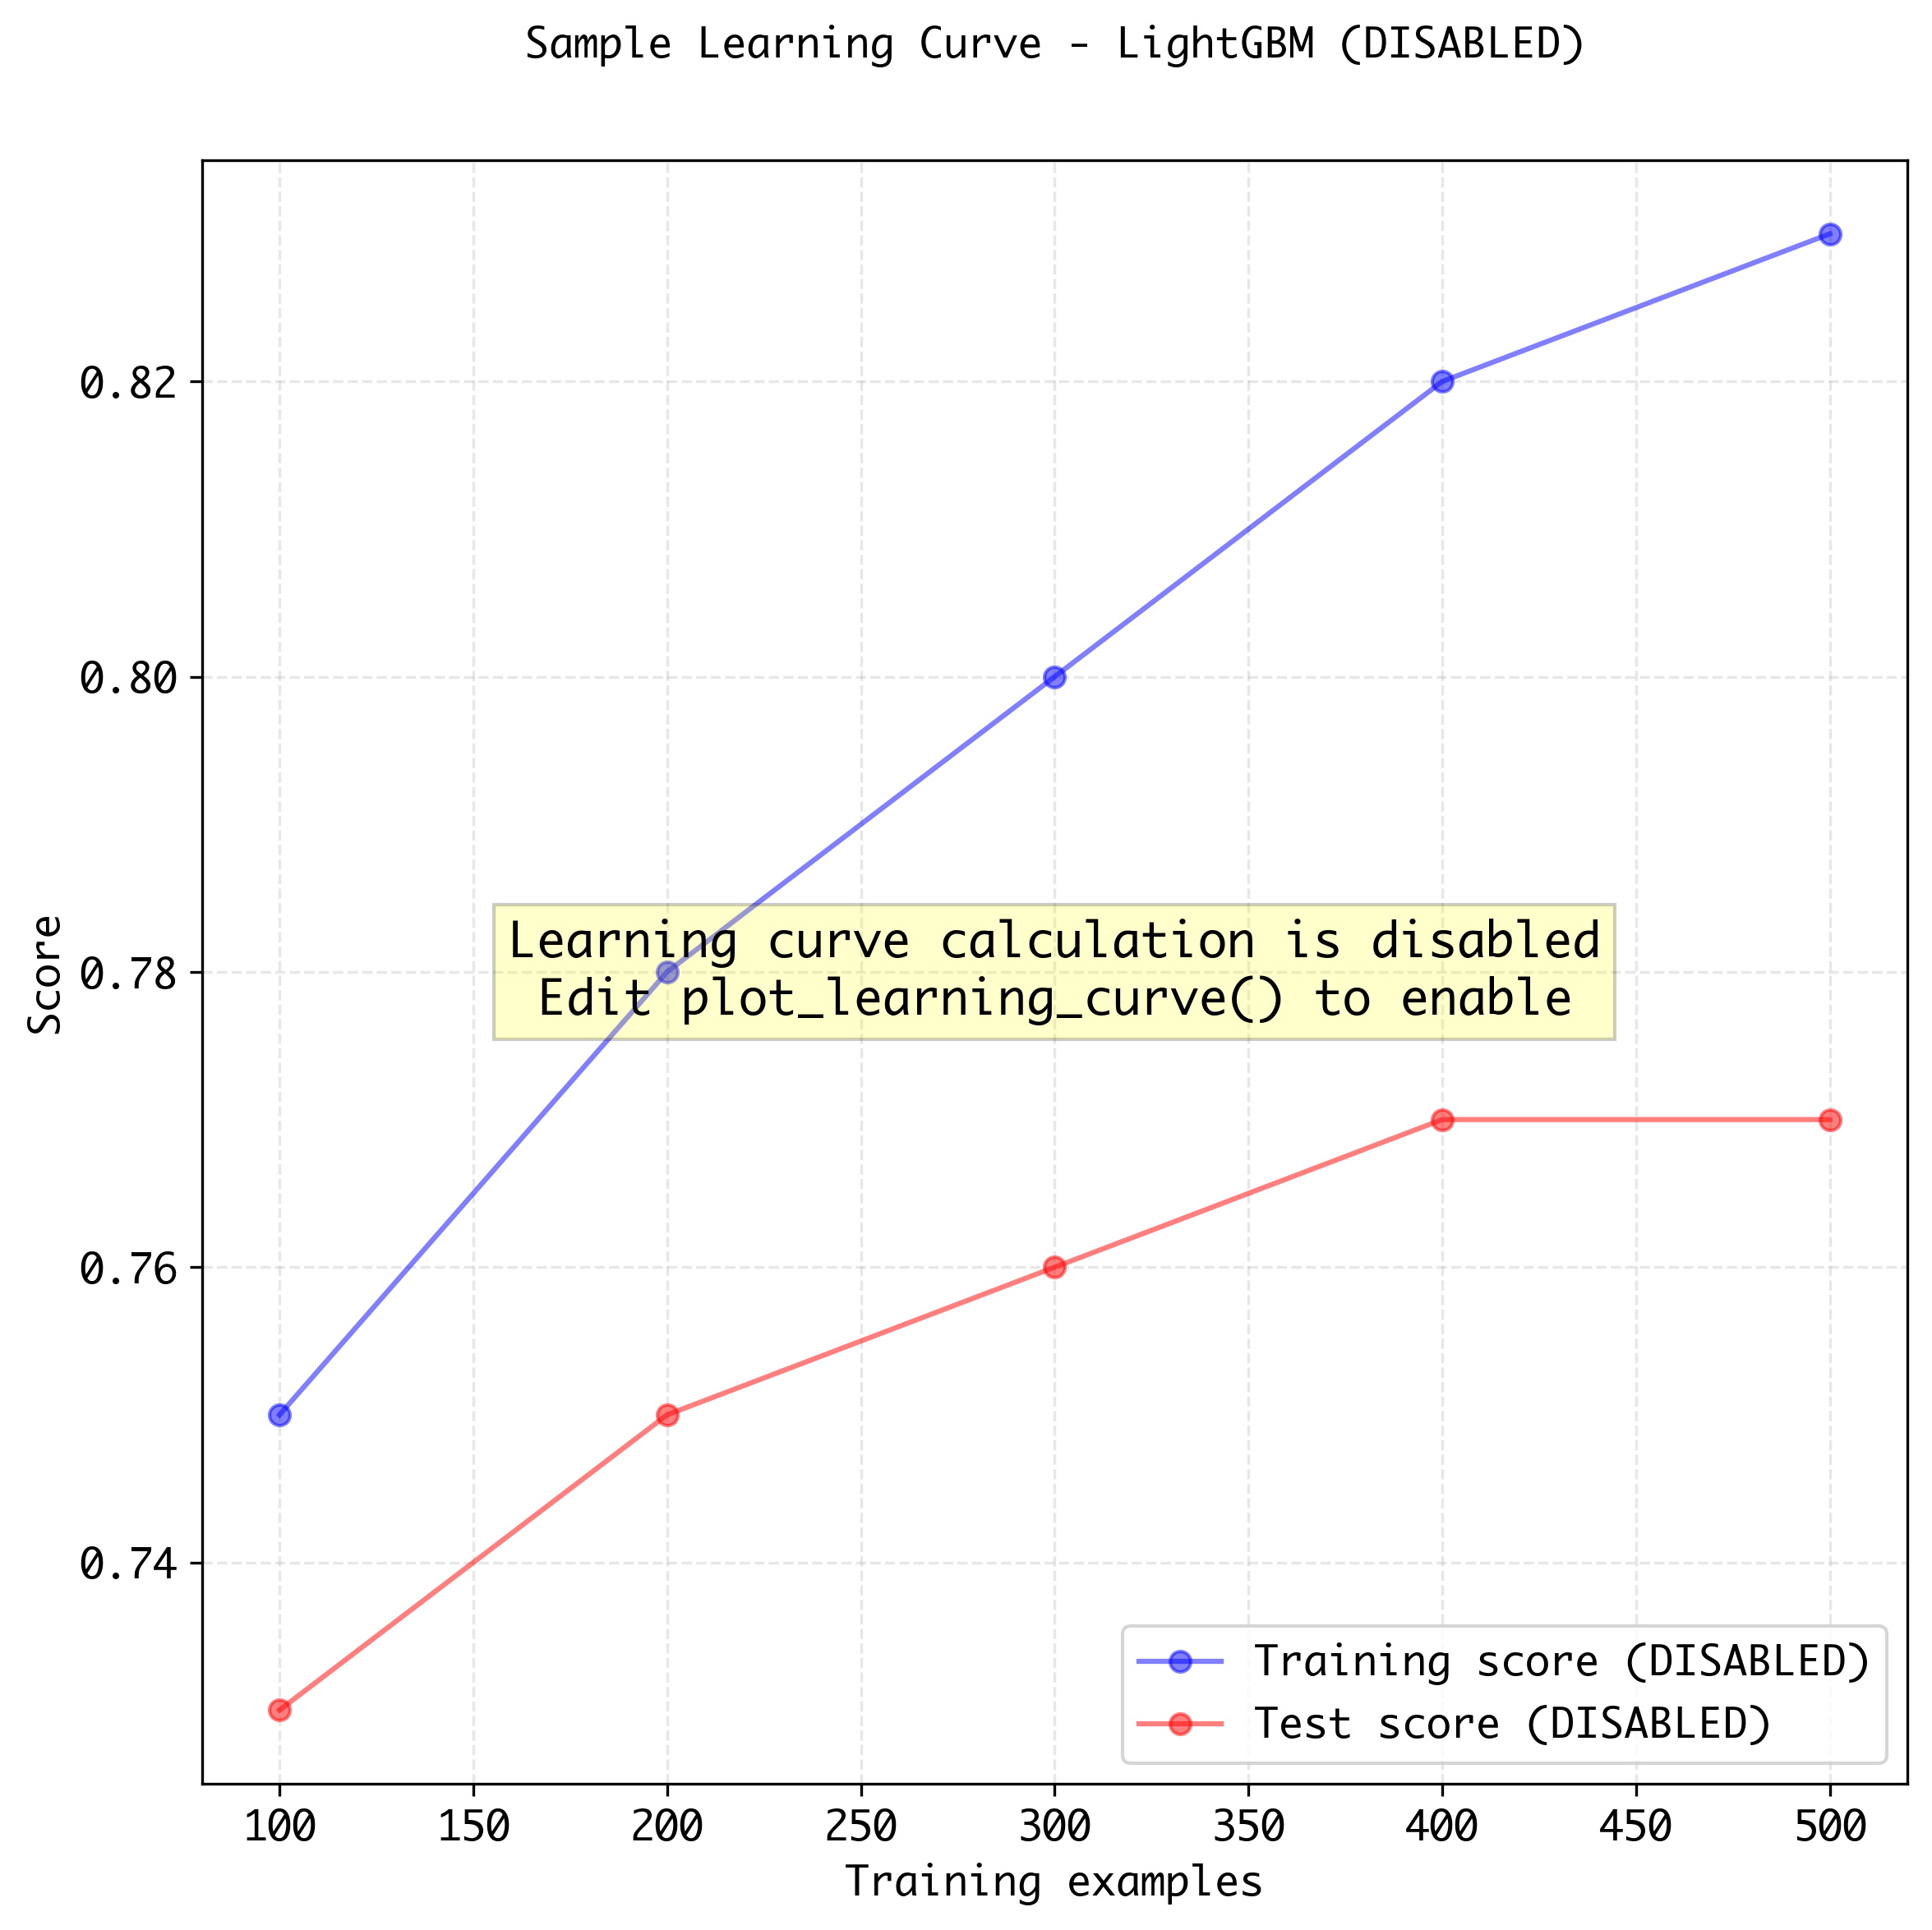 Sample Learning Curve - LightGBM (DISABLED)
Score
0.82
0.80
0.78
0.76
0.74
Learning curve calculation is disabled
Edit plot_learning_curve() to enable
Training score (DISABLED)
Test score (DISABLED)
100 150 200 250 300 350 400 450 500
Training examples